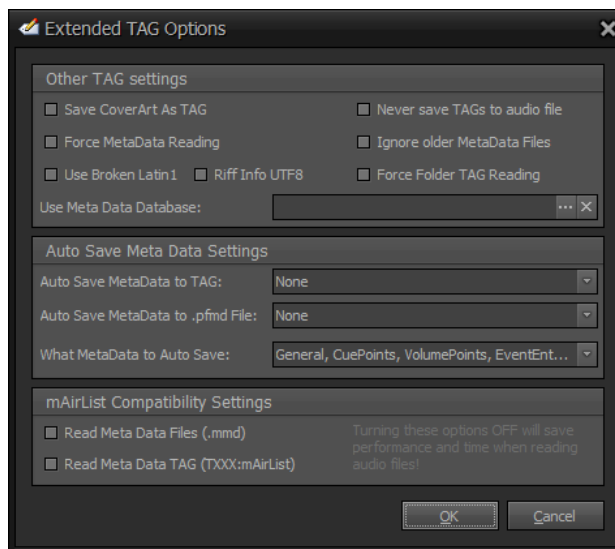 Extended TAG Options
Other TAG settings
Save CoverArt As TAG
Never save TAGs to audio file
Force MetaData Reading
Ignore older MetaData Files
Use Broken Latin1
Riff Info UTF8
Force Folder TAG Reading
Use Meta Data Database:
Auto Save Meta Data Settings
Auto Save MetaData to TAG:
None
Auto Save MetaData to .pfmd File:
None
What MetaData to Auto Save:
General, CuePoints, VolumePoints, EventEnt...
mAirList Compatibility Settings
Read Meta Data Files (.mmd)
Read Meta Data TAG (TXXX:mAirList)
Turning these options OFF will save
performance and time when reading
audio files!
OK
Cancel